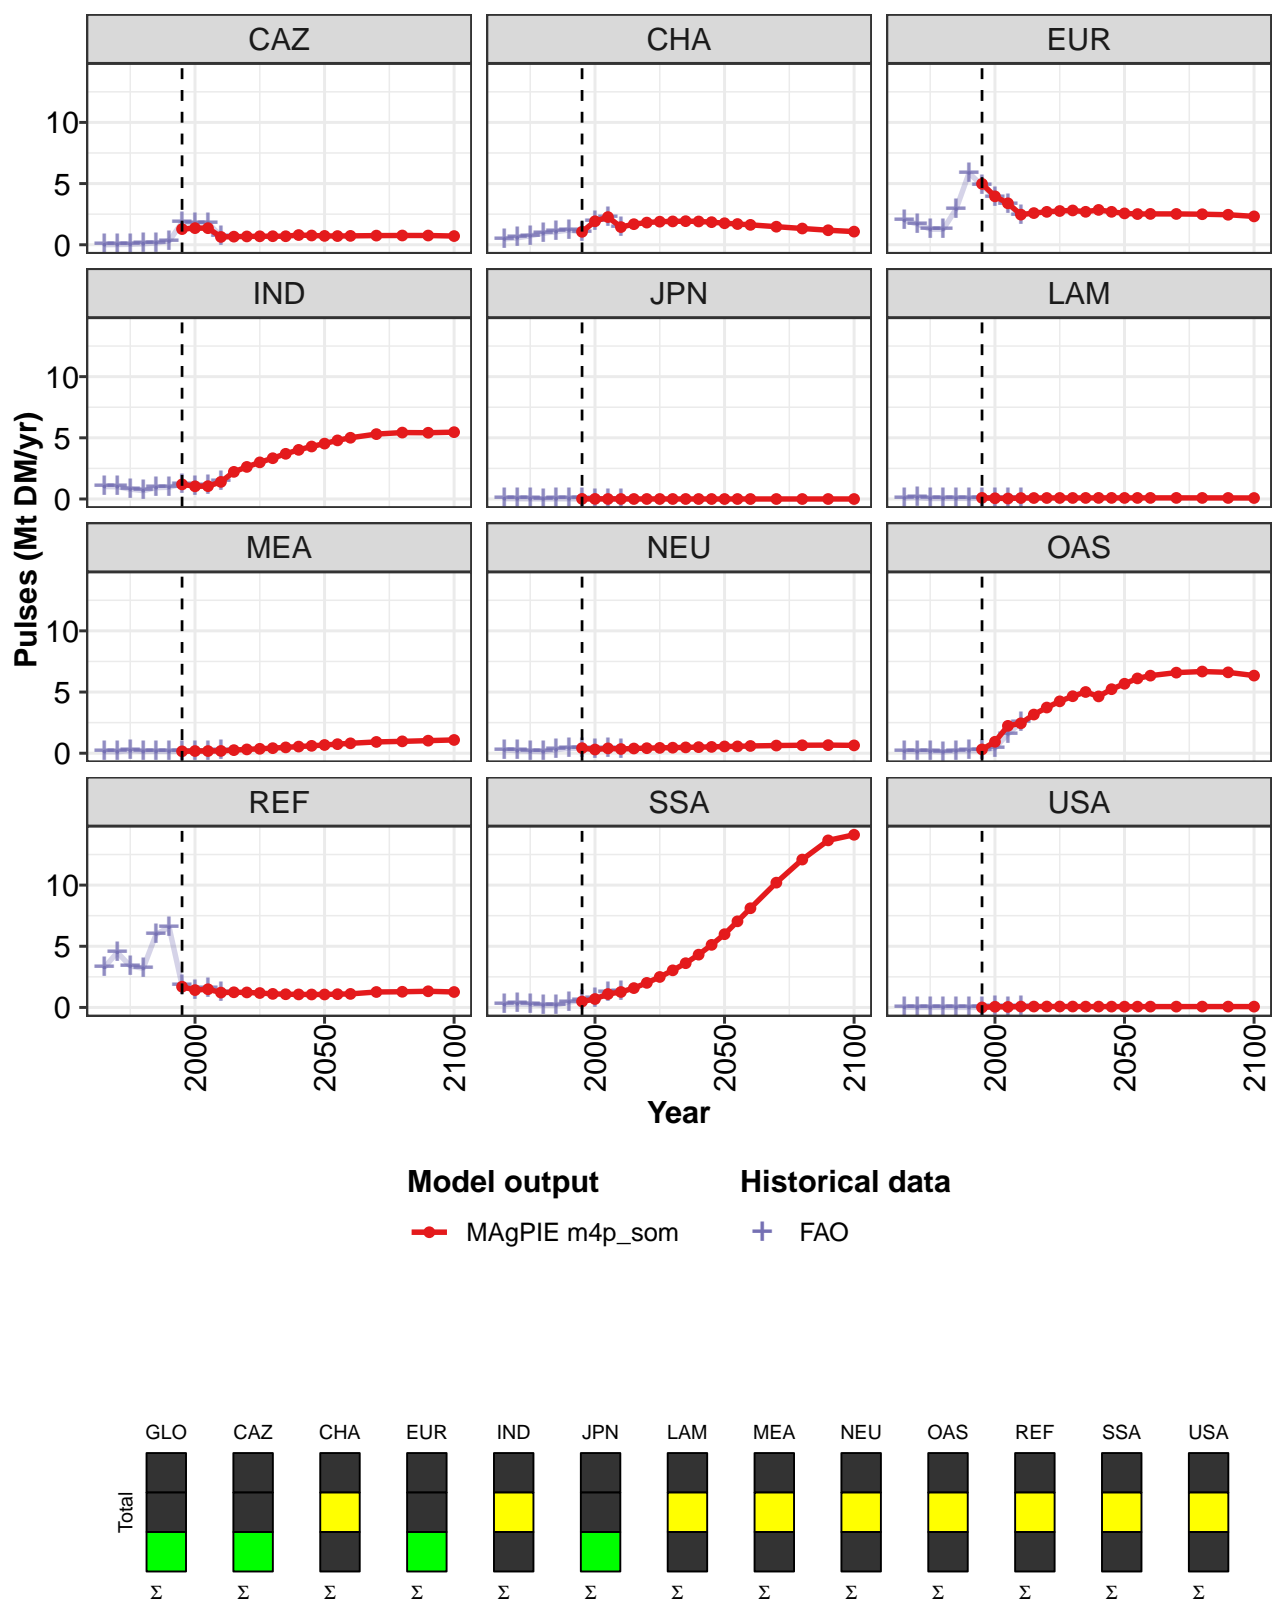 CAZ CHA EUR
10
5
0
IND JPN LAM
10
5
0
MEA NEU OAS
10
5
0
REF SSA USA
10
5
0
Pulses (Mt DM/yr)
2000 2050 2100 2000 2050 2100 2000 2050 2100
Year
Model output Historical data
MAgPIE m4p_som FAO
GLO CAZ CHA EUR IND JPN LAM MEA NEU OAS REF SSA USA
Total
Σ Σ Σ Σ Σ Σ Σ Σ Σ Σ Σ Σ Σ